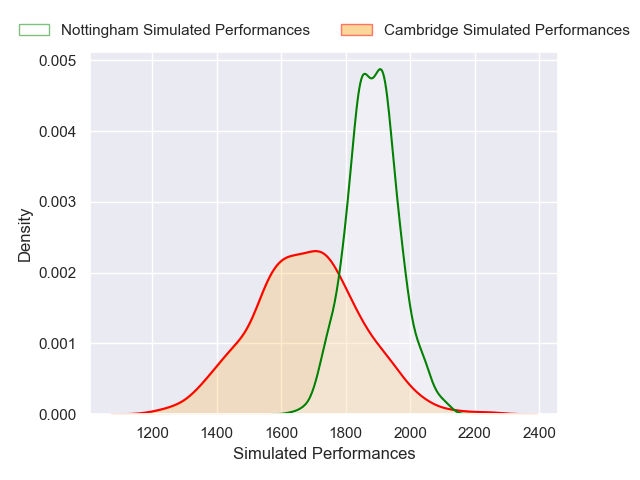 Nottingham Simulated Performances
Cambridge Simulated Performances
0.005
0.004
0.003
0.002
0.001
0.000
Density
1200 1400 1600 1800 2000 2200 2400
Simulated Performances